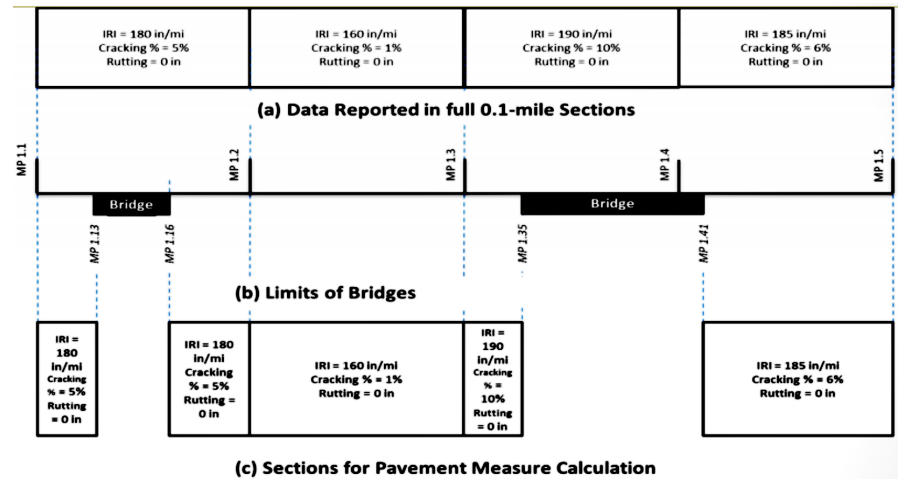 IRI = 180 in/mi
Cracking % = 5%
Rutting = 0 in
IRI = 160 in/mi
Cracking % = 1%
Rutting = 0 in
IRI = 190 in/mi
Cracking % = 10%
Rutting = 0 in
IRI = 185 in/mi
Cracking % = 6%
Rutting = 0 in
(a) Data Reported in full 0.1-mile Sections
MP 1.1
MP 1.2
MP 1.3
MP 1.4
MP 1.5
Bridge
Bridge
MP 1.13
MP 1.16
MP 1.35
MP 1.41
(b) Limits of Bridges
IRI =
180
in/mi
Cracking
% = 5%
Rutting
= 0 in
IRI = 180
in/mi
Cracking
% = 5%
Rutting =
0 in
IRI = 160 in/mi
Cracking % = 1%
Rutting = 0 in
IRI =
190
in/mi
Cracking
% =
10%
Rutting
= 0 in
IRI = 185 in/mi
Cracking % = 6%
Rutting = 0 in
(c) Sections for Pavement Measure Calculation